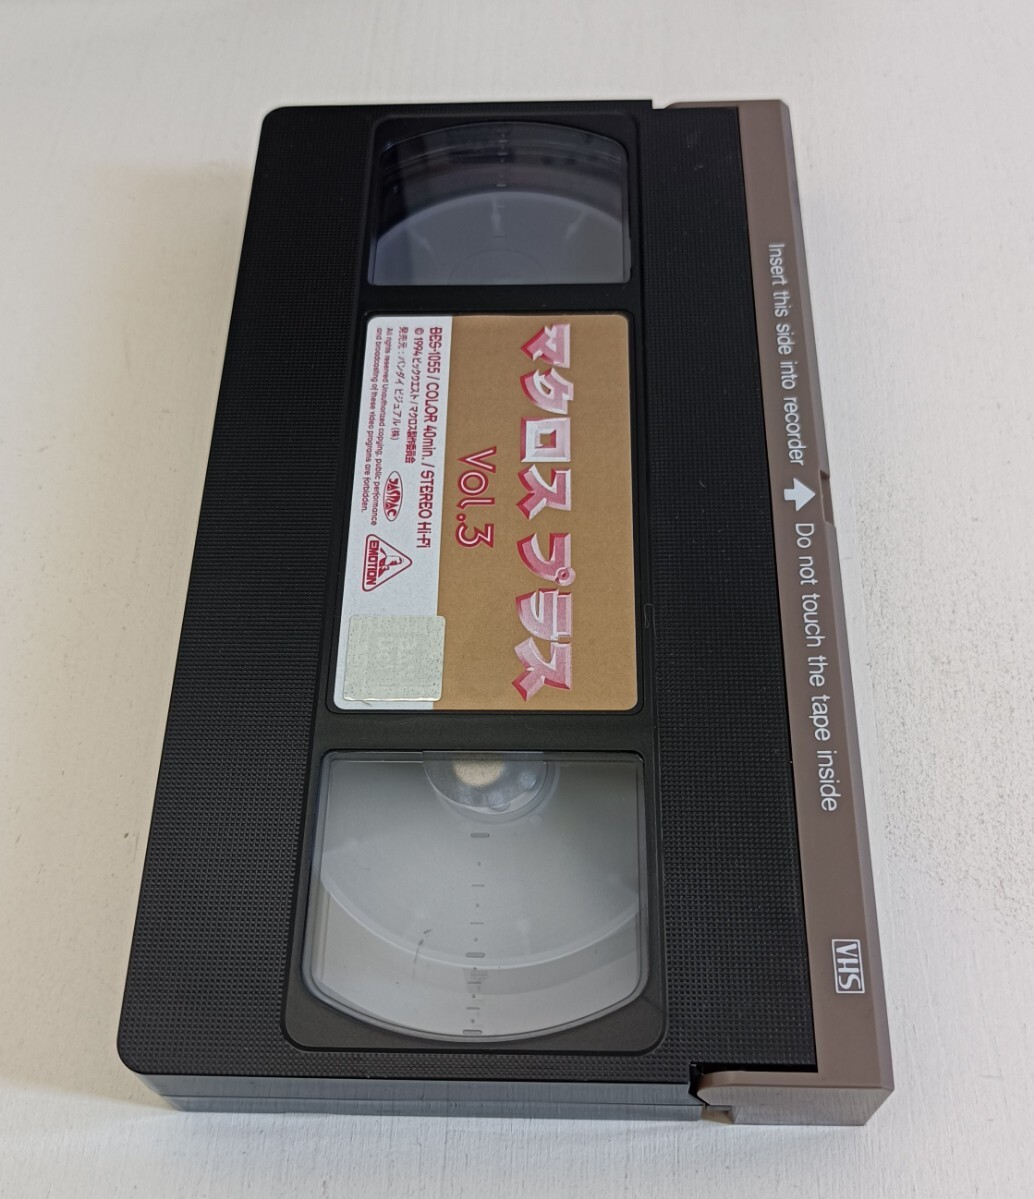 マクロス プラス
Vol.3
BES-1055 / COLOR 40min. / STEREO Hi-Fi
© 1994 ビックウエスト / マクロス製作委員会
発売元 : バンダイ ビジュアル (株)
All rights reserved Unauthorized copying, public performance
and broadcasting of these video programs are forbidden.
JASRAC
EMOTION
Insert this side into recorder ⬆ Do not touch the tape inside
VHS